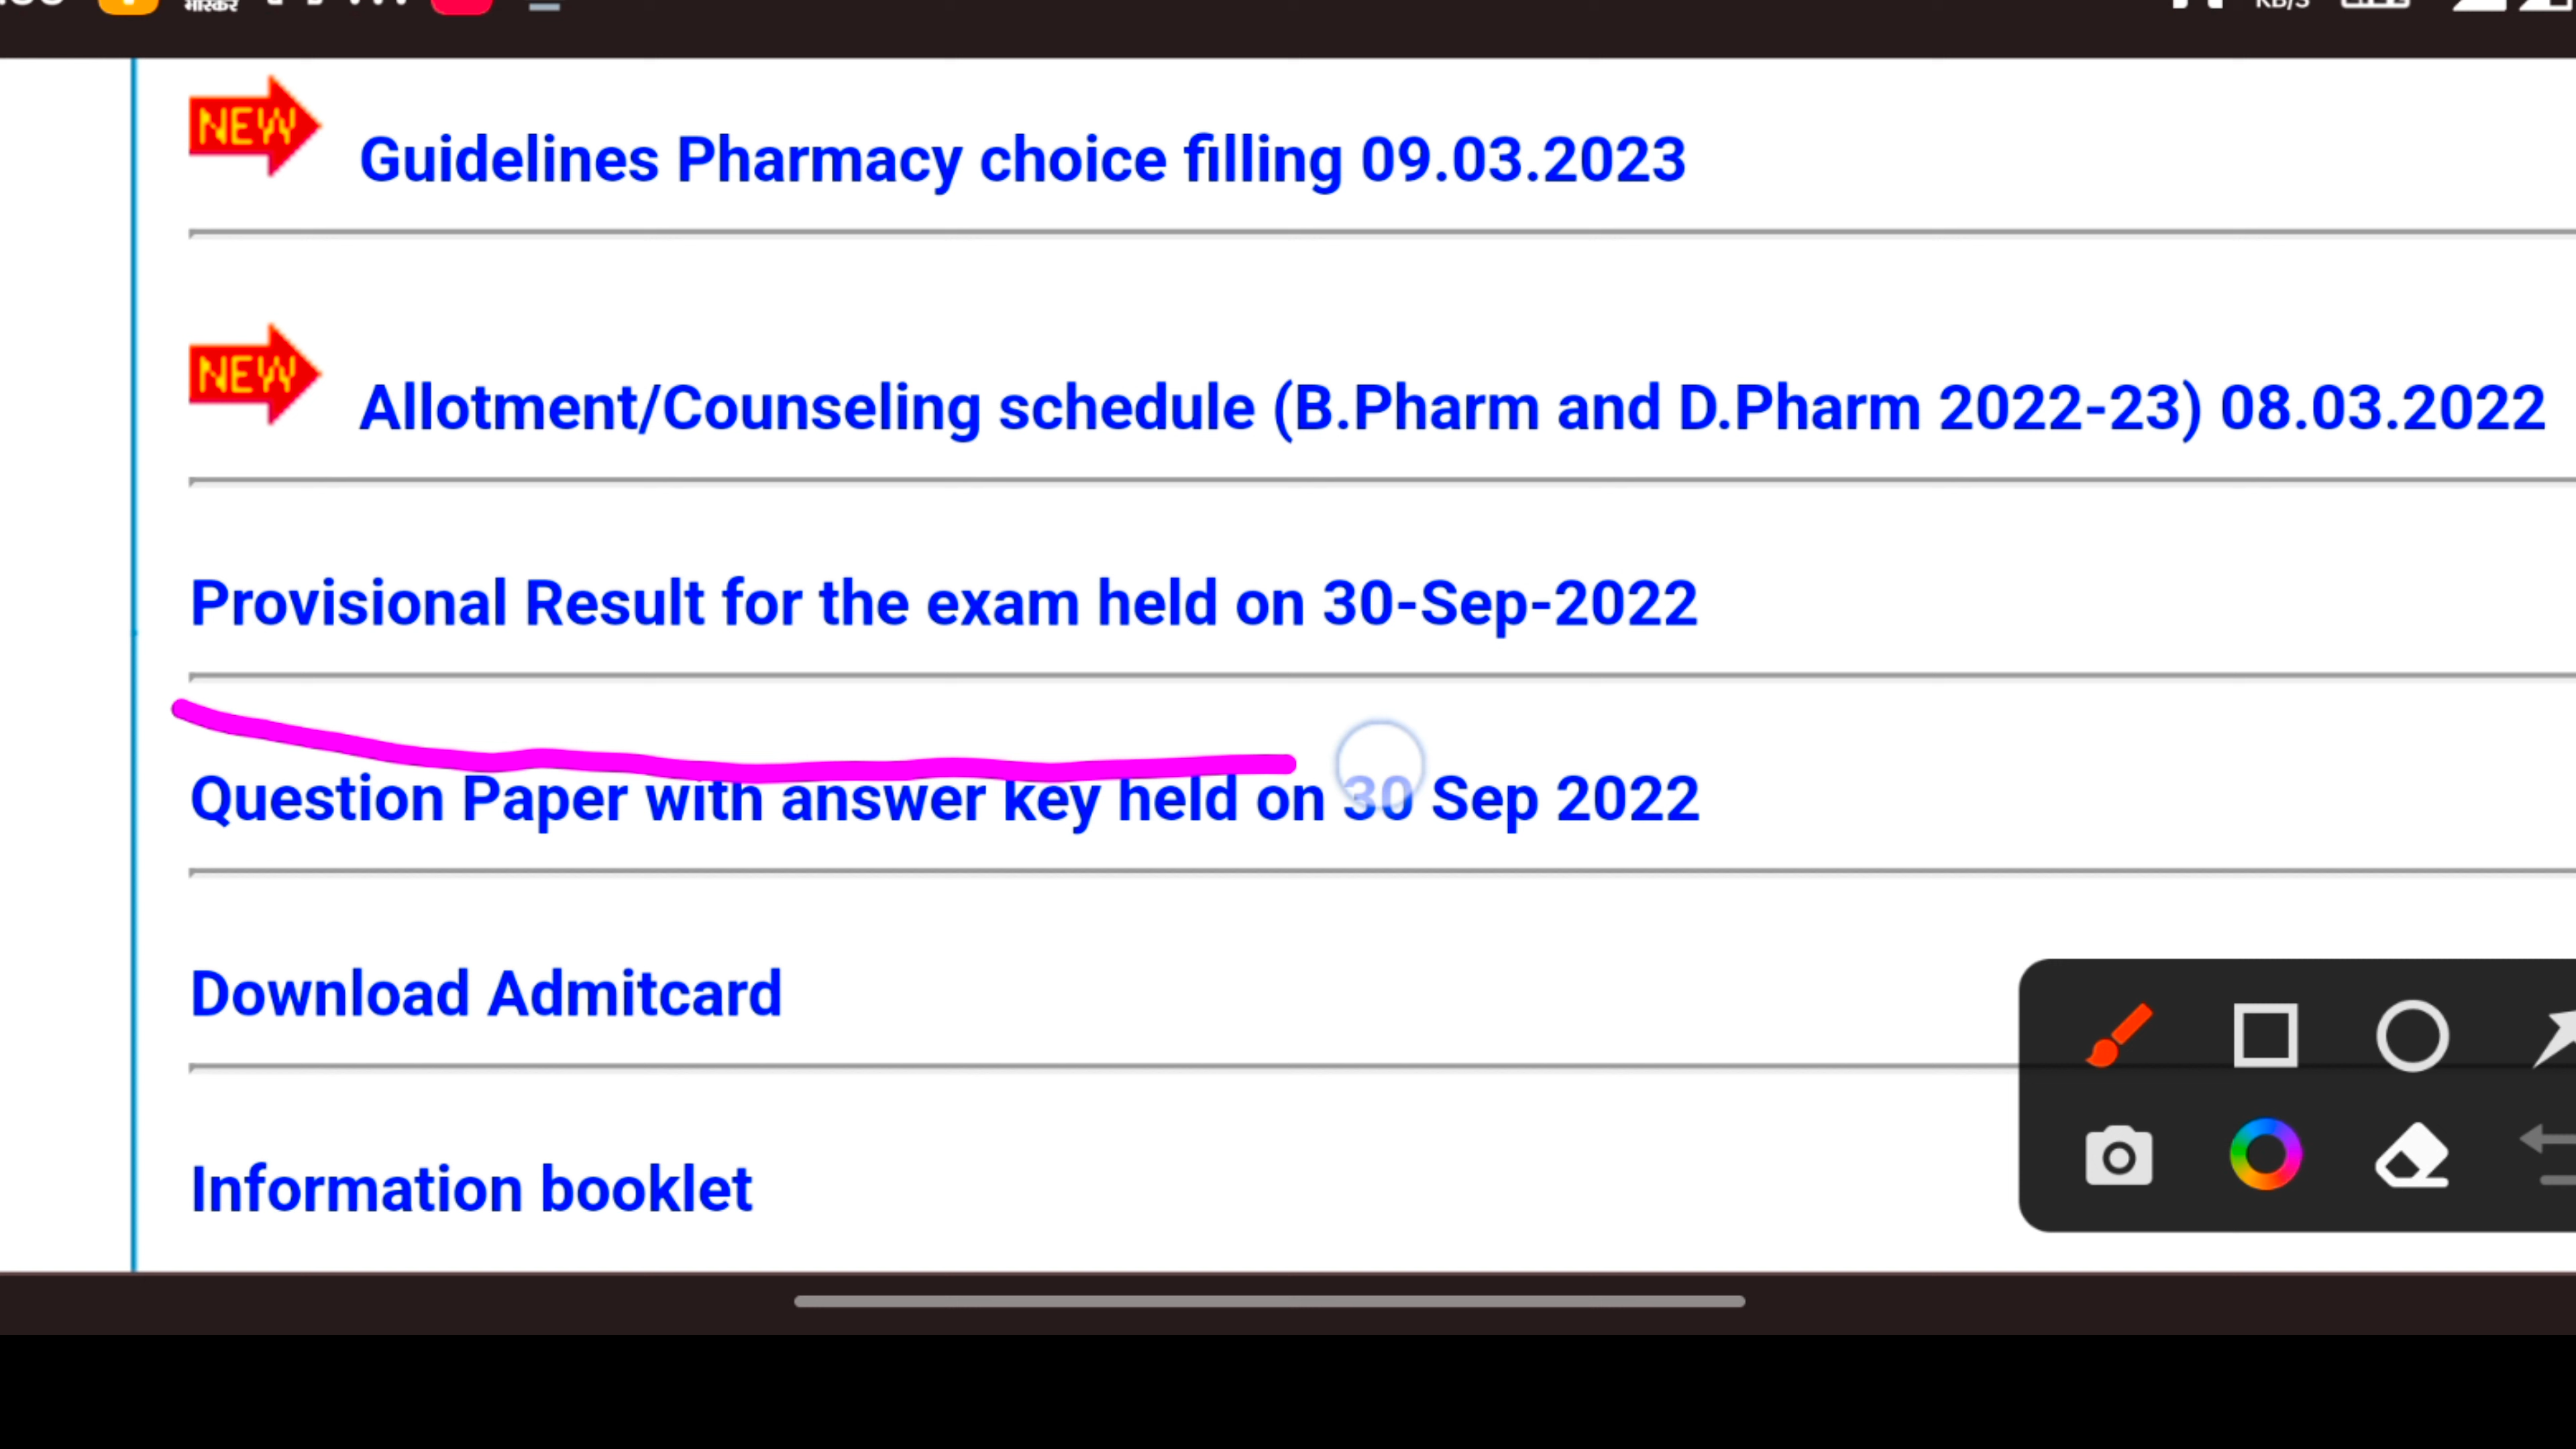 भास्कर
KB/S
NEW
Guidelines Pharmacy choice filling 09.03.2023
NEW
Allotment/Counseling schedule (B.Pharm and D.Pharm 2022-23) 08.03.2022
Provisional Result for the exam held on 30-Sep-2022
Question Paper with answer key held on 30 Sep 2022
Download Admitcard
Information booklet